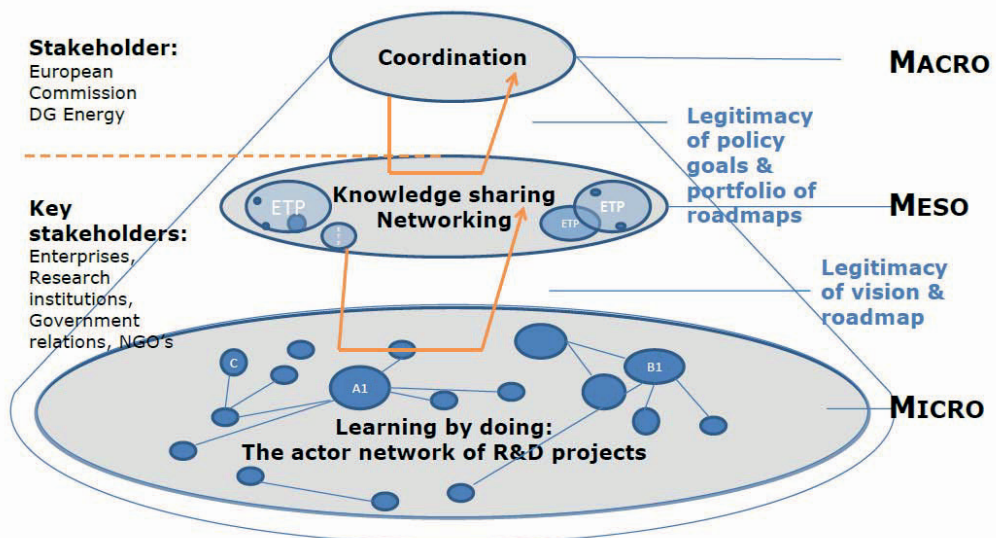 Stakeholder:
European
Commission
DG Energy
Coordination
MACRO
Legitimacy
of policy
goals &
portfolio of
roadmaps
Key
stakeholders:
Enterprises,
Research
institutions,
Government
relations, NGO’s
ETP
Knowledge sharing
Networking
ETP
ETP
MESO
Legitimacy
of vision &
roadmap
C
A1
B1
MICRO
Learning by doing:
The actor network of R&D projects